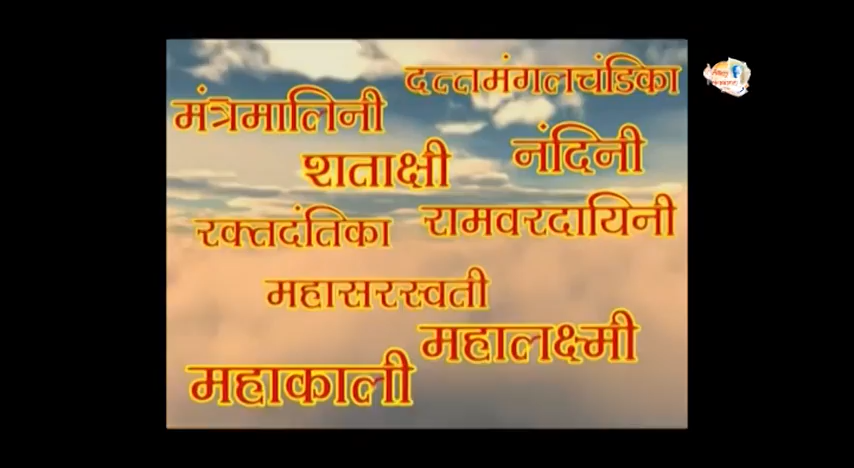 दत्तमंगलचंडिका
मंत्रमालिनी
नंदिनी
शताक्षी
रक्तदंतिका रामवरदायिनी
महासरस्वती
महालक्ष्मी
महाकाली